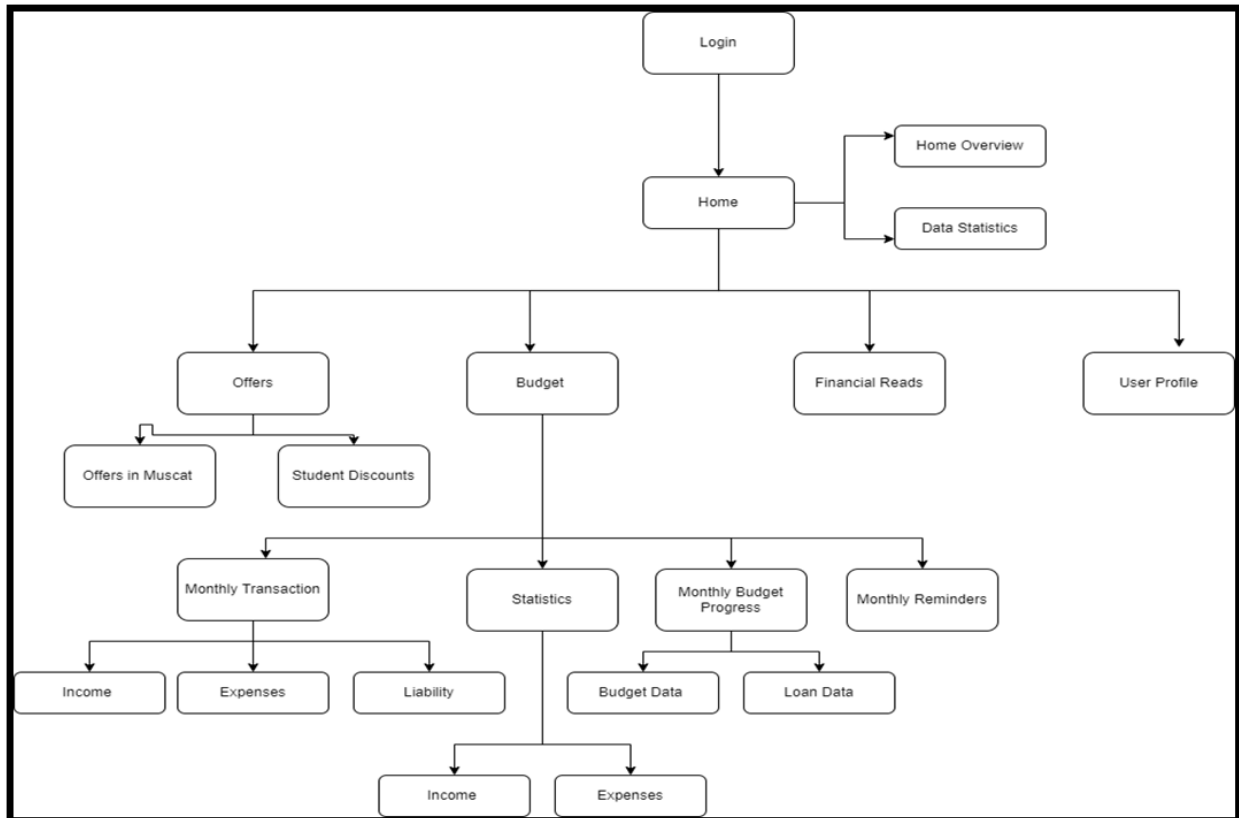 Login
Home Overview
Home
Data Statistics
Offers
Budget
Financial Reads
User Profile
Offers in Muscat
Student Discounts
Monthly Transaction
Statistics
Monthly Budget
Progress
Monthly Reminders
Income
Expenses
Liability
Budget Data
Loan Data
Income
Expenses